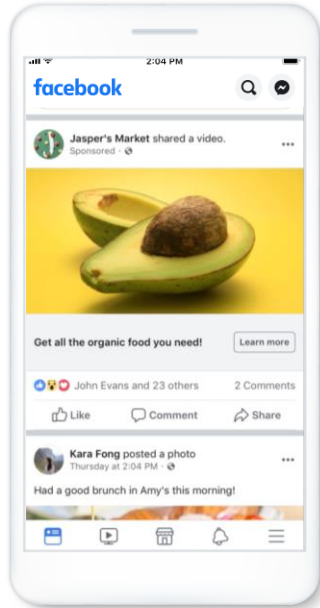 2:04 PM
facebook
Jasper's Market shared a video.
Sponsored ·
Get all the organic food you need!
Learn more
John Evans and 23 others
2 Comments
Like
Comment
Share
Kara Fong posted a photo
Thursday at 2:04 PM ·
Had a good brunch in Amy's this morning!